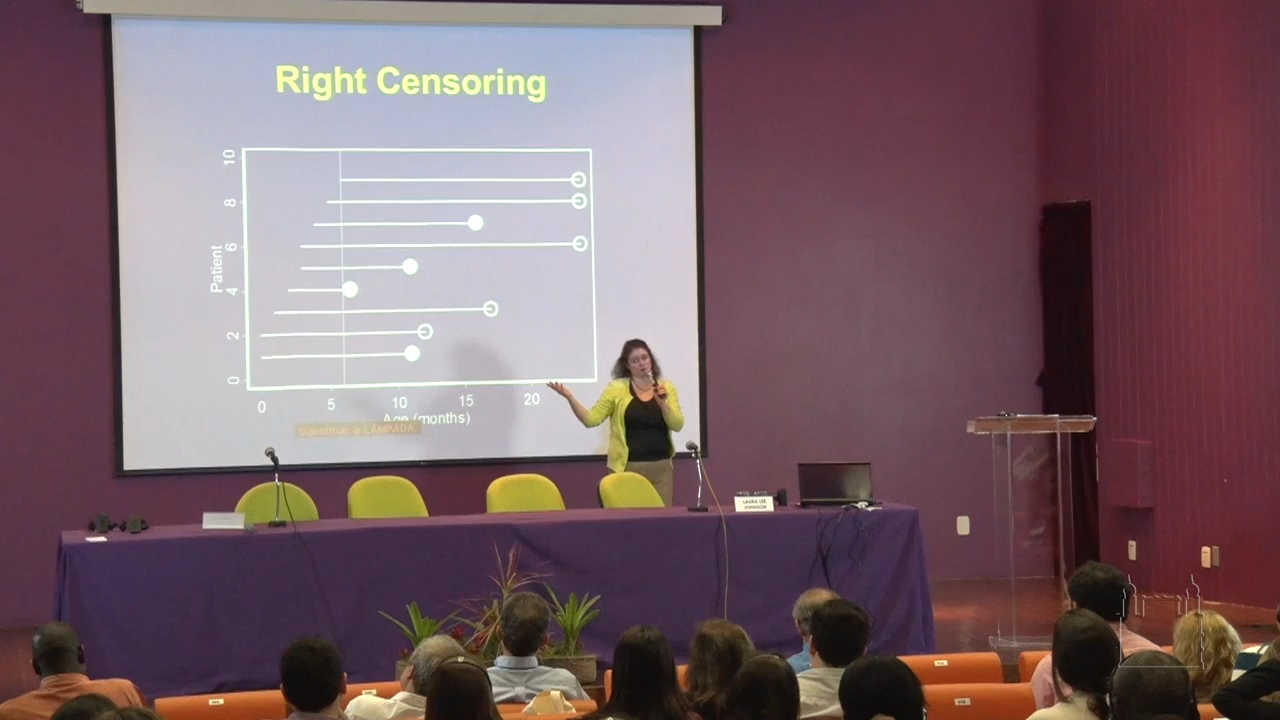 Right Censoring
10
8
6
4
2
0
Patient
0 5 10 15 20
Age (months)
Substituir a LÂMPADA.
LAURA LEE
JOHNSON